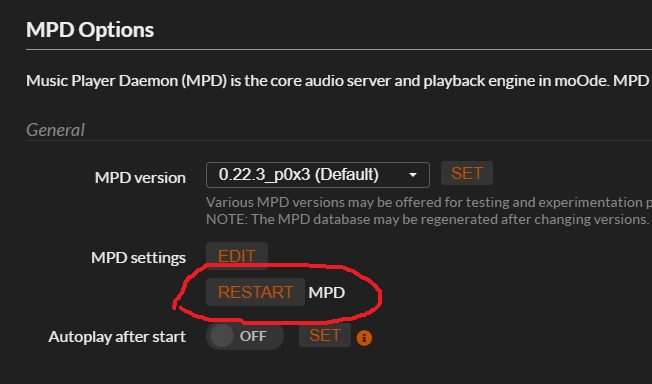 MPD Options
Music Player Daemon (MPD) is the core audio server and playback engine in moOde. MPD
General
MPD version 0.22.3_p0x3 (Default) SET
Various MPD versions may be offered for testing and experimentation p
NOTE: The MPD database may be regenerated after changing versions.
MPD settings EDIT
RESTART MPD
Autoplay after start OFF SET